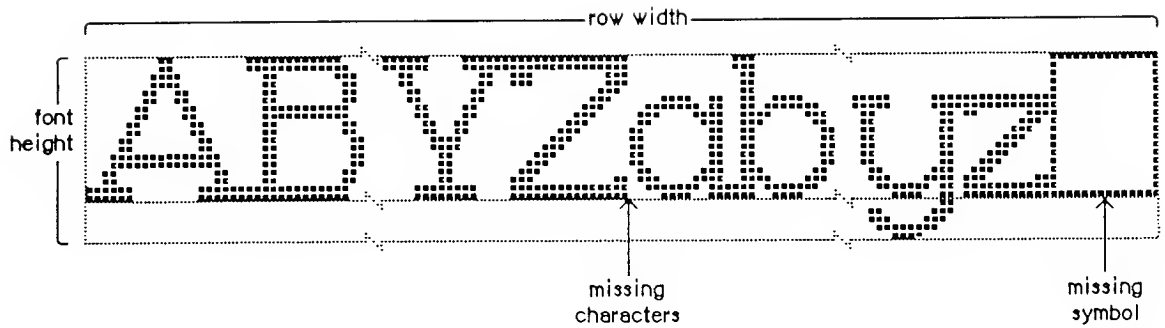 row width
font
height
ABYZabyz
missing
characters
missing
symbol